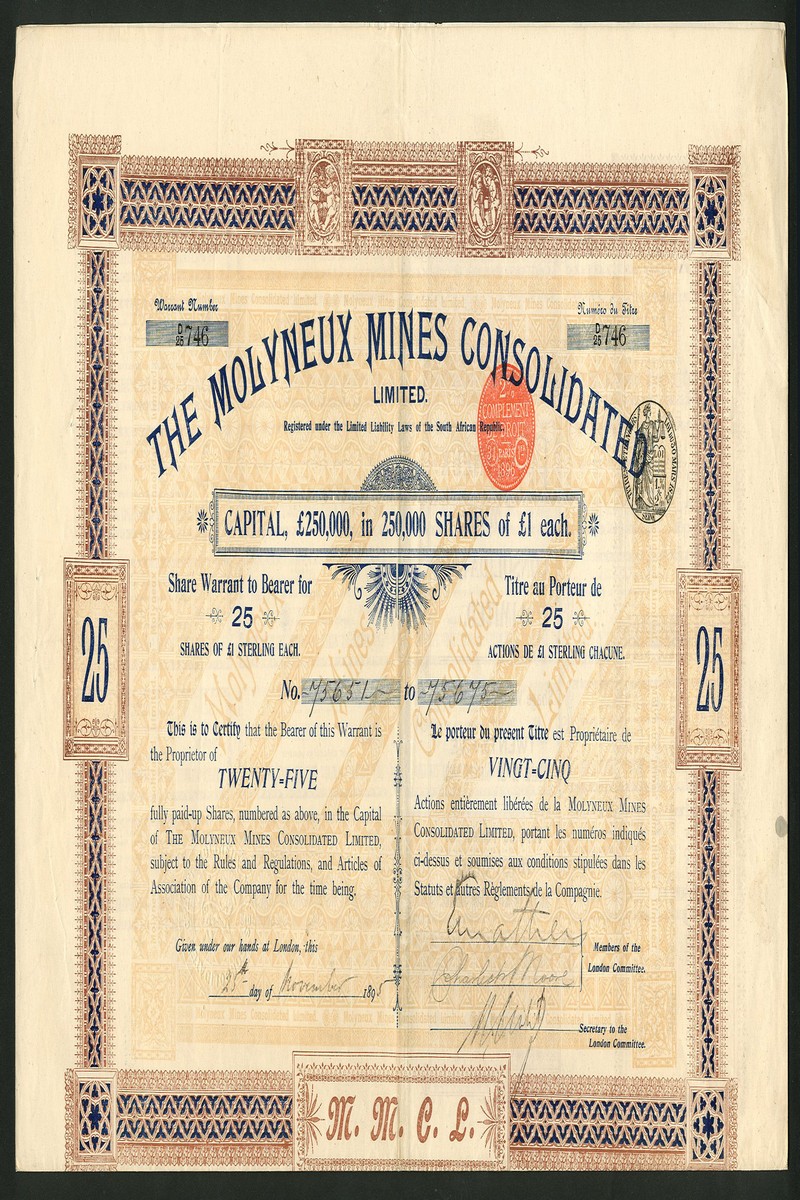 Warrant Number
Numéro du Titre
D/25 746
D/25 746
THE MOLYNEUX MINES CONSOLIDATED
LIMITED.
Registered under the Limited Liability Laws of the South African Republic.
2%
COMPLEMENT
DE DROIT
PARIS
1896
CAPITAL, £250,000, in 250,000 SHARES of £1 each.
Share Warrant to Bearer for
25
SHARES OF £1 STERLING EACH.
Titre au Porteur de
25
ACTIONS DE £1 STERLING CHACUNE.
25
25
No. 75651 to 75675
This is to Certify that the Bearer of this Warrant is
the Proprietor of
TWENTY=FIVE
fully paid-up Shares, numbered as above, in the Capital
of THE MOLYNEUX MINES CONSOLIDATED LIMITED,
subject to the Rules and Regulations, and Articles of
Association of the Company for the time being.
Le porteur du present Titre est Propriétaire de
VINGT=CINQ
Actions entièrement libérées de la MOLYNEUX MINES
CONSOLIDATED LIMITED, portant les numéros indiqués
ci-dessus et soumises aux conditions stipulées dans les
Statuts et autres Règlements de la Compagnie.
Given under our hands at London, this
25th day of November 1895
Charles Moore
Members of the
London Committee.
Secretary to the
London Committee.
M. M. C. L.